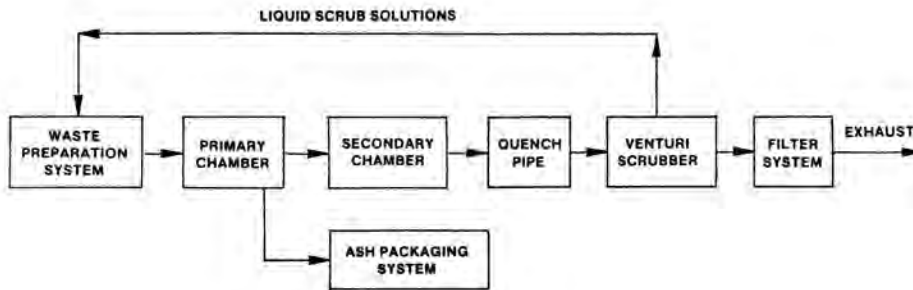 LIQUID SCRUB SOLUTIONS
WASTE
PREPARATION
SYSTEM
PRIMARY
CHAMBER
SECONDARY
CHAMBER
QUENCH
PIPE
VENTURI
SCRUBBER
FILTER
SYSTEM
EXHAUST
ASH PACKAGING
SYSTEM